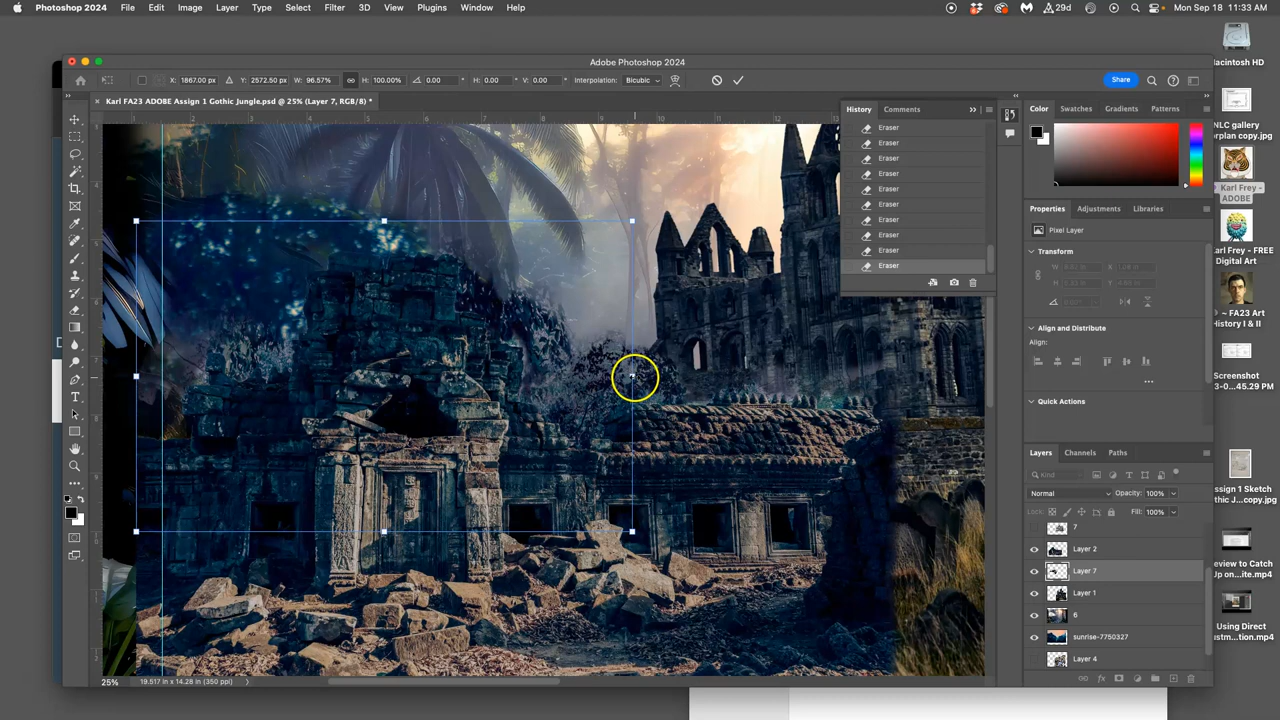 Photoshop 2024 File Edit Image Layer Type Select Filter 3D View Plugins Window Help 29d Mon Sep 18 11:33 AM
Adobe Photoshop 2024
X: 1867.00 px Y: 2572.50 px W: 96.57% H: 100.00% 0.00 H: 0.00 V: 0.00 Interpolation: Bicubic Share
Karl FA23 ADOBE Assign 1 Gothic Jungle.psd @ 25% (Layer 7, RGB/8) *
History Comments
Eraser
Eraser
Eraser
Eraser
Eraser
Eraser
Eraser
Eraser
Eraser
Eraser
Color Swatches Gradients Patterns
Properties Adjustments Libraries
Pixel Layer
Transform
Align and Distribute
Align:
Quick Actions
Layers Channels Paths
Kind
Normal Opacity: 100%
Lock: Fill: 100%
7
Layer 2
Layer 7
Layer 1
6
sunrise-7750327
Layer 4
25% 19.517 in x 14.28 in (350 ppi)
acintosh HD
NLC gallery
orplan copy.jpg
Karl Frey -
ADOBE
Karl Frey -
FREE
Digital Art
~ FA23 Art
History I & II
Screenshot
3-0...45.29 PM
ssign 1 Sketch
thic...copy.jpg
eview to Catch
Up on...ite.mp4
Using Direct
ustm...tion.mp4